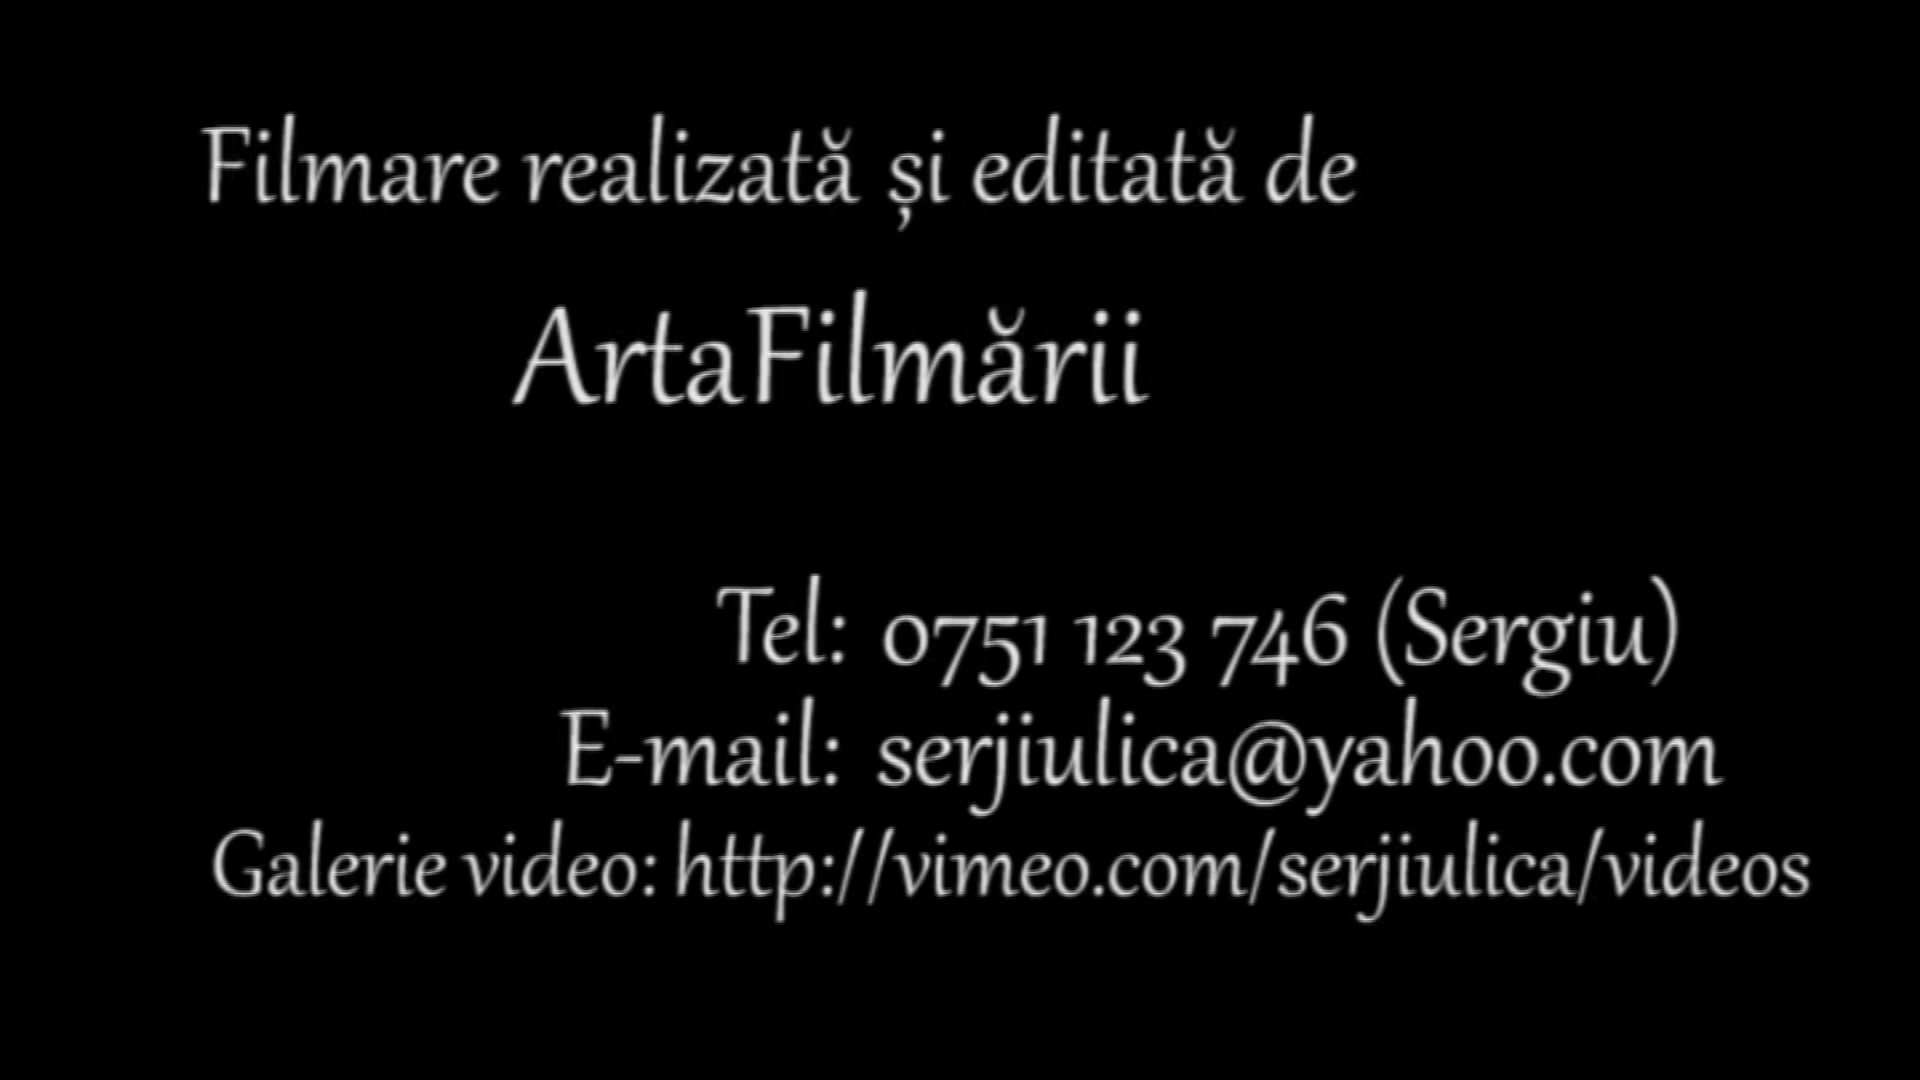 Filmare realizată și editată de
ArtaFilmării
Tel: 0751 123 746 (Sergiu)
E-mail: serjiulica@yahoo.com
Galerie video: http://vimeo.com/serjiulica/videos